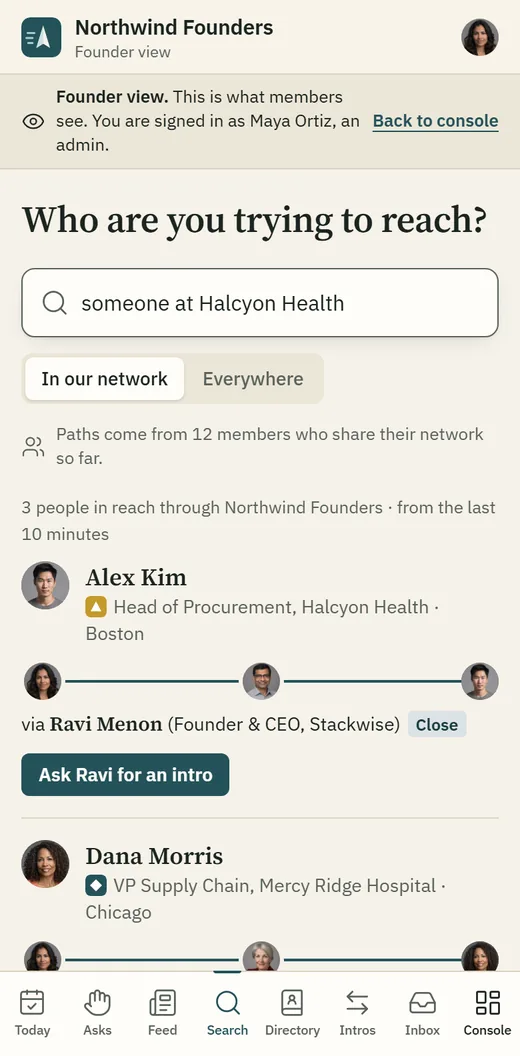 Northwind Founders
Founder view
Founder view. This is what members
see. You are signed in as Maya Ortiz, an
admin.
Back to console
Who are you trying to reach?
someone at Halcyon Health
In our network
Everywhere
Paths come from 12 members who share their network
so far.
3 people in reach through Northwind Founders · from the last
10 minutes
Alex Kim
Head of Procurement, Halcyon Health ·
Boston
via Ravi Menon (Founder & CEO, Stackwise) Close
Ask Ravi for an intro
Dana Morris
VP Supply Chain, Mercy Ridge Hospital ·
Chicago
Today
Asks
Feed
Search
Directory
Intros
Inbox
Console